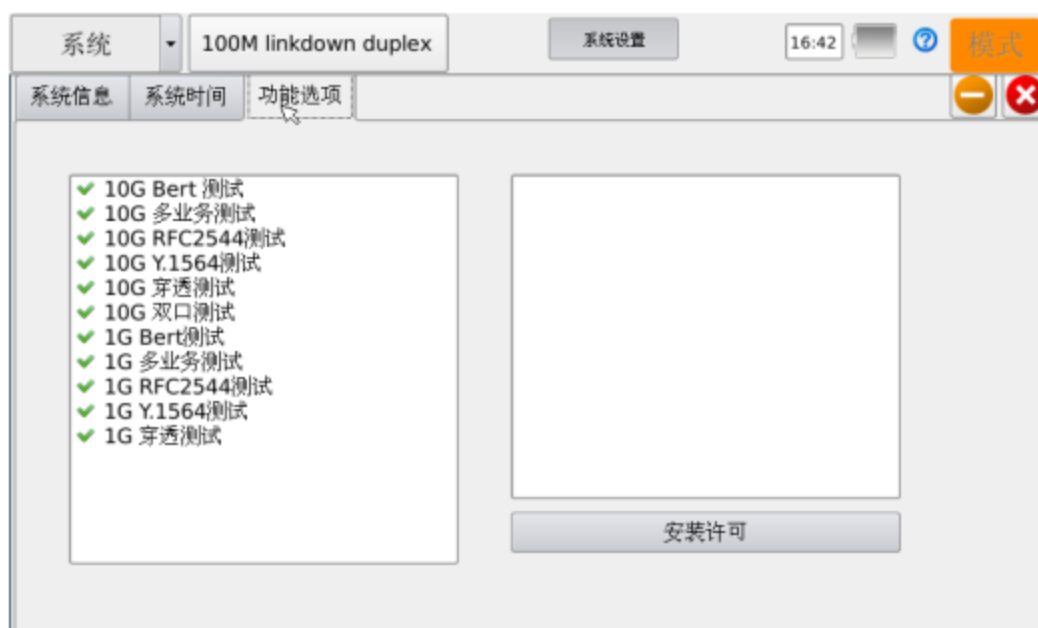 系统
100M linkdown duplex
系统设置
16:42
?
模式
系统信息
系统时间
功能选项
10G Bert 测试
10G 多业务测试
10G RFC2544测试
10G Y.1564测试
10G 穿透测试
10G 双口测试
1G Bert测试
1G 多业务测试
1G RFC2544测试
1G Y.1564测试
1G 穿透测试
安装许可